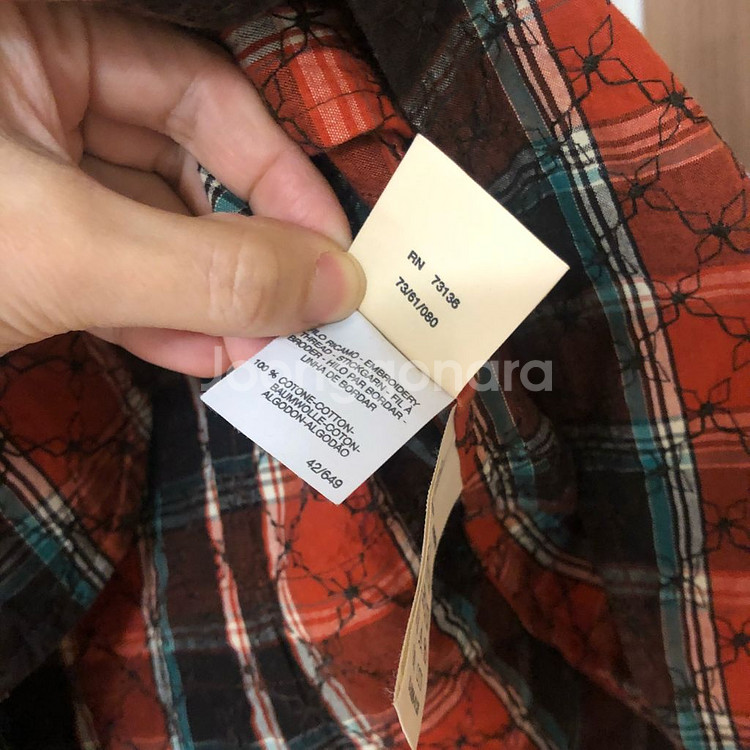 RN 73136
73/61/080
FILO RICAMO - EMBROIDERY
THREAD - STICKGARN, FIL A
BRODER - HILO PAR BORDAR -
LINHA DE BORDAR
100 % COTONE-COTTON-
BAUMWOLLE-COTON-
ALGODON-ALGODÃO
42/649
Joonggonara